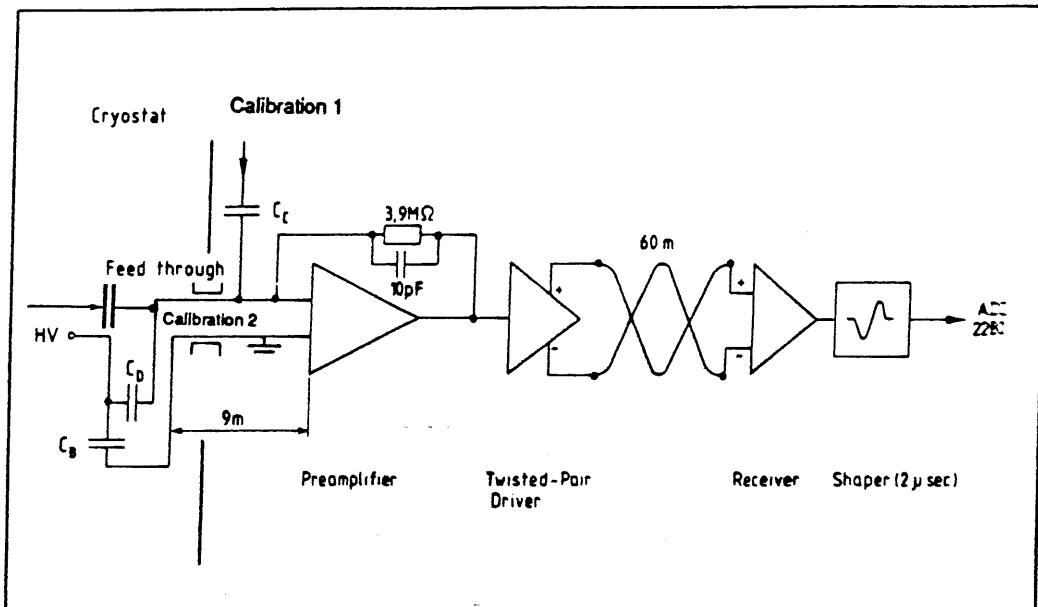 Cryostat
Calibration 1
C_C
3,9MΩ
10pF
60 m
Feed through
Calibration 2
HV
C_D
C_B
9m
+
-
+
-
Preamplifier
Twisted-Pair
Driver
Receiver
Shaper (2 μsec)